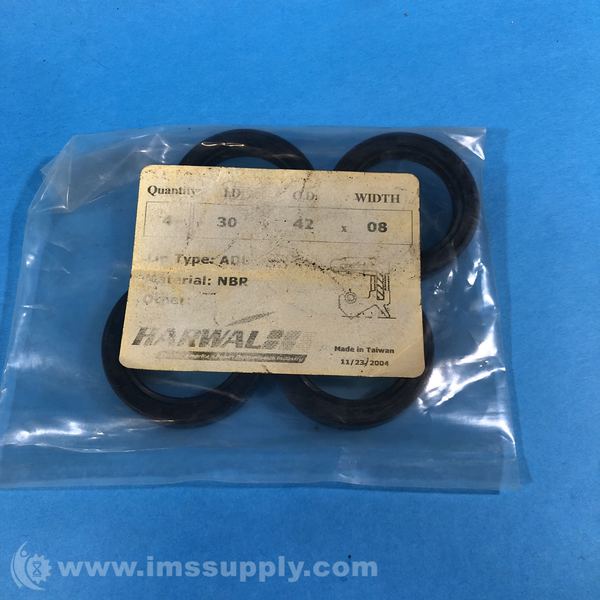 Quantity I.D. O.D. WIDTH
4 x 30 x 42 x 08
Lip Type:
Material: NBR
Other:
HARWAL
Made in Taiwan
11/23/2004
www.imssupply.com